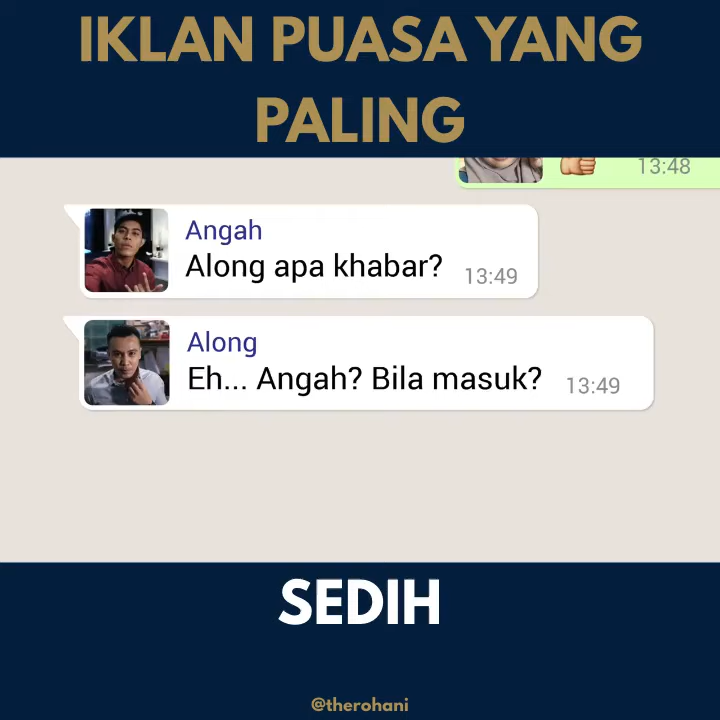 IKLAN PUASA YANG
PALING
13:48
Angah
Along apa khabar? 13:49
Along
Eh... Angah? Bila masuk? 13:49
SEDIH
@therohani